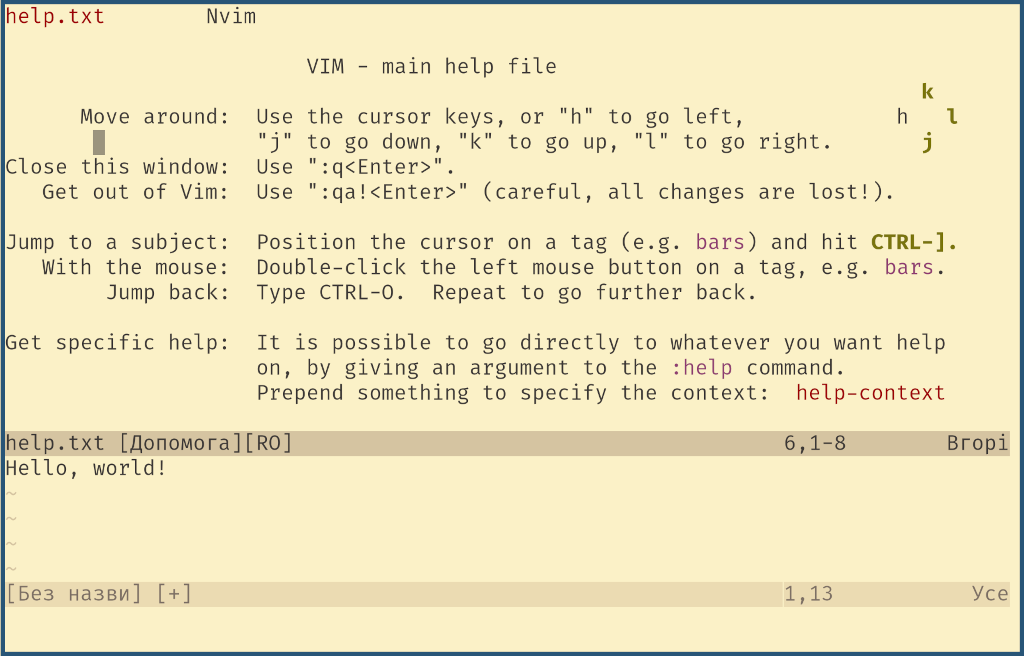 help.txt Nvim
VIM - main help file
k
Move around: Use the cursor keys, or "h" to go left, h l
"j" to go down, "k" to go up, "l" to go right. j
Close this window: Use ":q<Enter>".
Get out of Vim: Use ":qa!<Enter>" (careful, all changes are lost!).
Jump to a subject: Position the cursor on a tag (e.g. bars) and hit CTRL-].
With the mouse: Double-click the left mouse button on a tag, e.g. bars.
Jump back: Type CTRL-O. Repeat to go further back.
Get specific help: It is possible to go directly to whatever you want help
on, by giving an argument to the :help command.
Prepend something to specify the context: help-context
help.txt [Допомога][RO] 6,1-8 Вгорі
Hello, world!
~
~
~
~
[Без назви] [+] 1,13 Усе